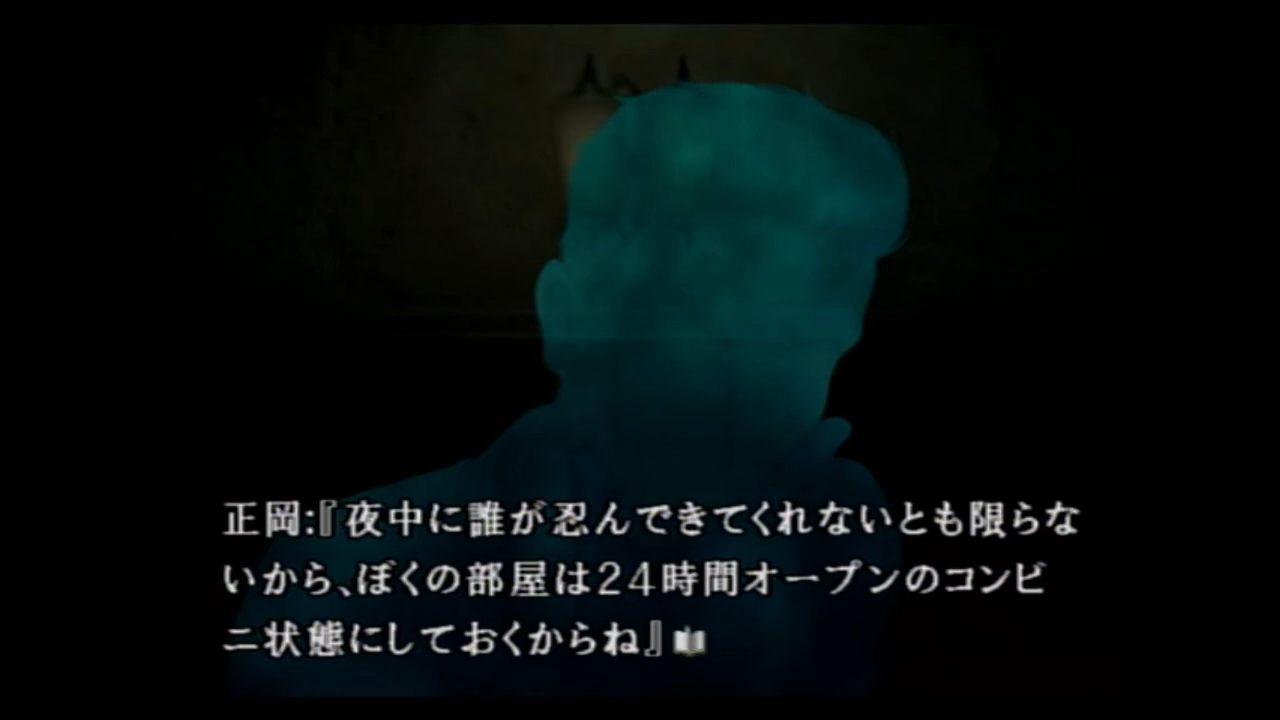 正岡:『夜中に誰が忍んできてくれないとも限らな
いから、ぼくの部屋は24時間オープンのコンビ
ニ状態にしておくからね』